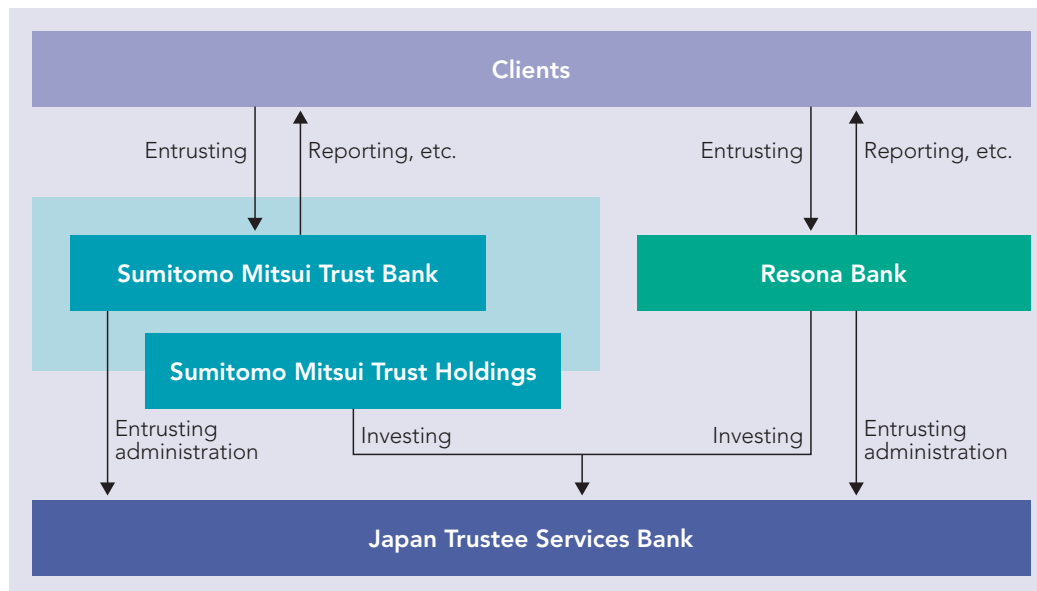 Clients
Entrusting
Reporting, etc.
Entrusting
Reporting, etc.
Sumitomo Mitsui Trust Bank
Resona Bank
Sumitomo Mitsui Trust Holdings
Entrusting
administration
Investing
Investing
Entrusting
administration
Japan Trustee Services Bank